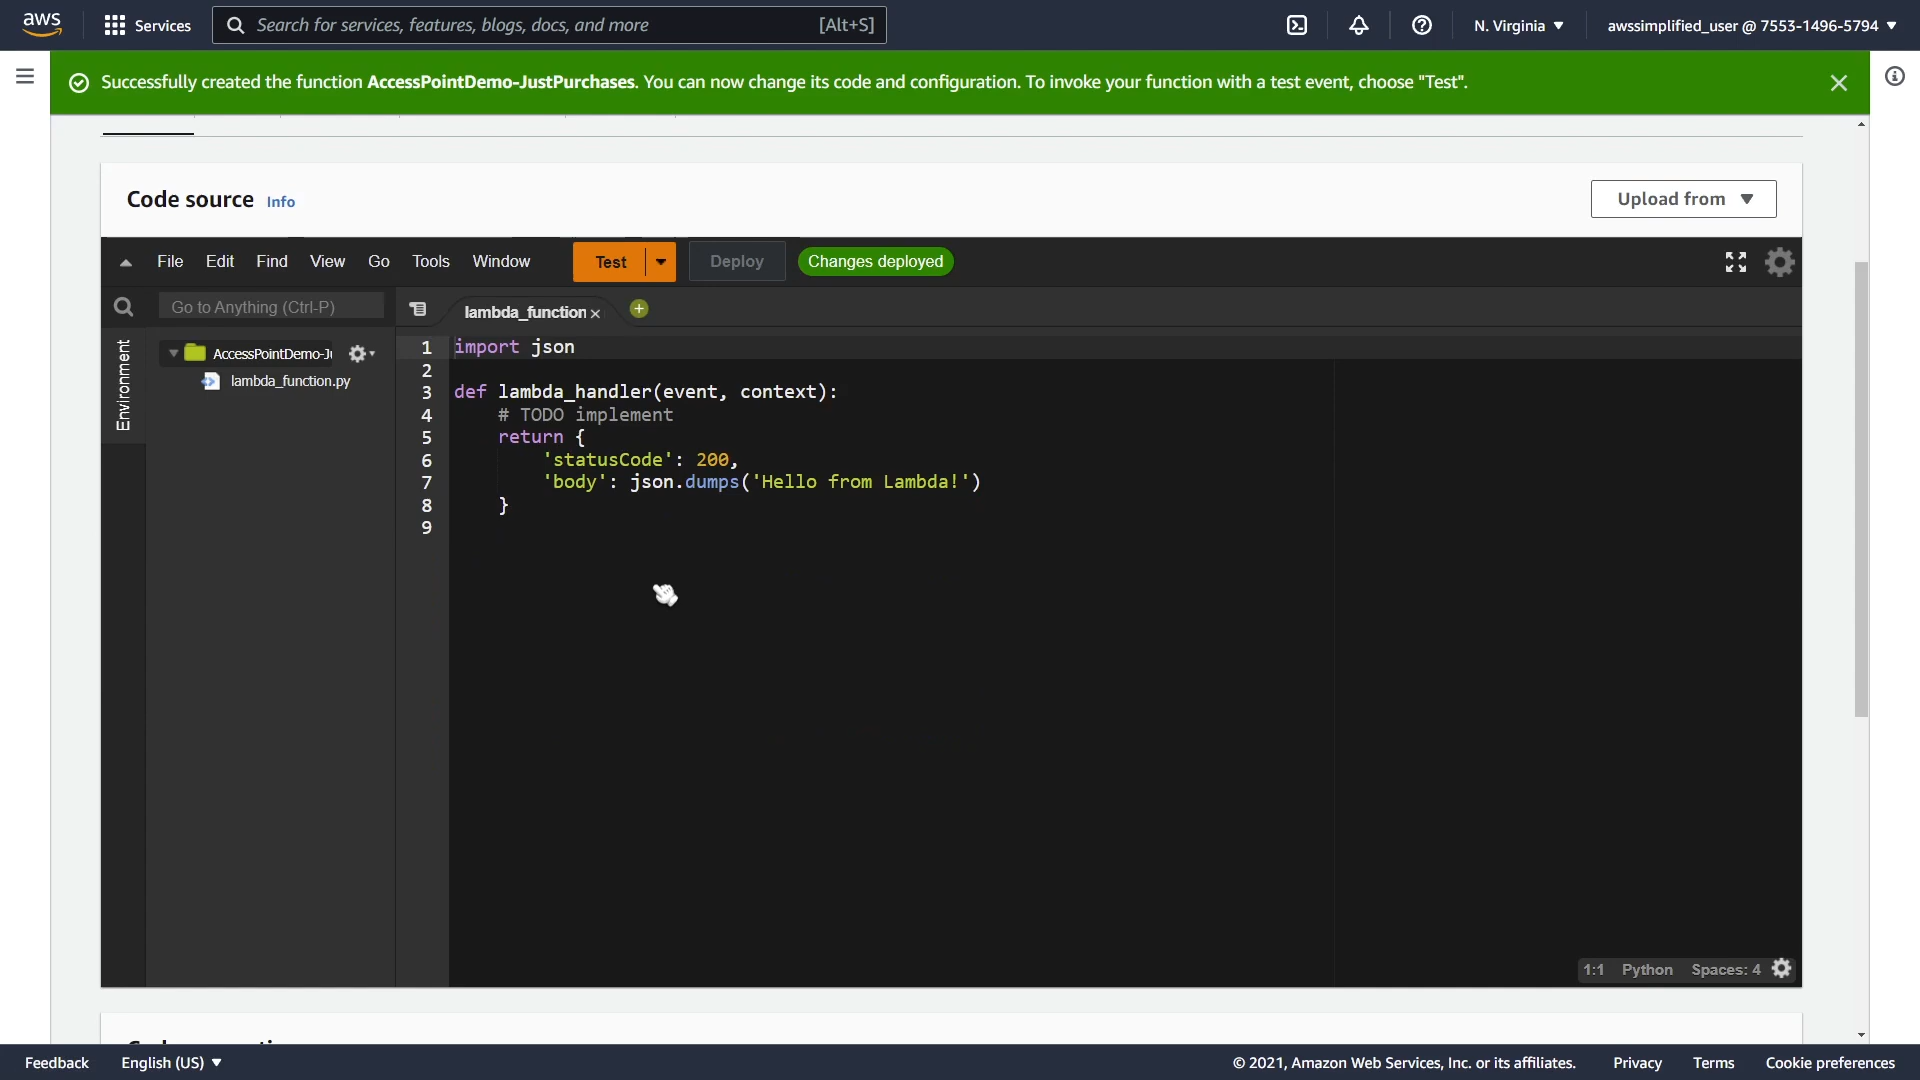 aws Services Search for services, features, blogs, docs, and more [Alt+S] N. Virginia awssimplified_user @ 7553-1496-5794
Successfully created the function AccessPointDemo-JustPurchases. You can now change its code and configuration. To invoke your function with a test event, choose "Test".
Code source Info Upload from
File Edit Find View Go Tools Window Test Deploy Changes deployed
Go to Anything (Ctrl-P) lambda_function
Environment
AccessPointDemo-Ju
lambda_function.py
1 import json
2
3 def lambda_handler(event, context):
4 # TODO implement
5 return {
6 'statusCode': 200,
7 'body': json.dumps('Hello from Lambda!')
8 }
9
1:1 Python Spaces: 4
Feedback English (US) © 2021, Amazon Web Services, Inc. or its affiliates. Privacy Terms Cookie preferences